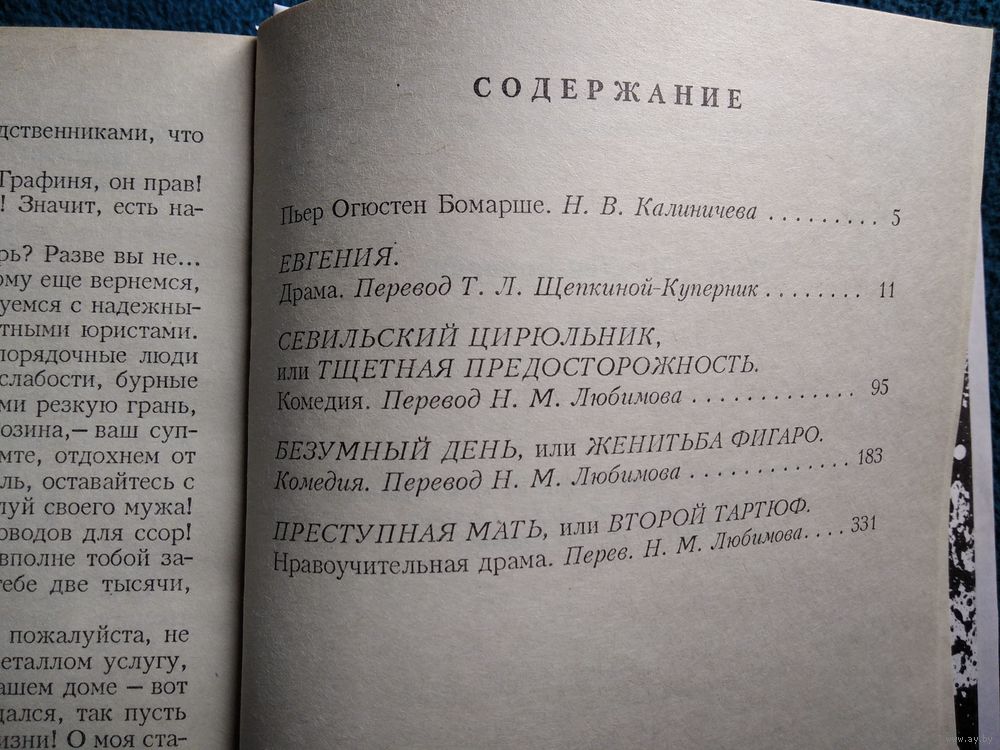 дственниками, что
Графиня, он прав!
! Значит, есть на-
рь? Разве вы не...
ому еще вернемся,
уемся с надежны-
тными юристами.
порядочные люди
слабости, бурные
ми резкую грань,
озина,— ваш суп-
мте, отдохнем от
ль, оставайтесь с
луй своего мужа!
оводов для ссор!
вполне тобой за-
тебе две тысячи,
пожалуйста, не
еталлом услугу,
ашем доме — вот
дался, так пусть
изни! О моя ста-
СОДЕРЖАНИЕ
Пьер Огюстен Бомарше. Н. В. Калиничева ......... 5
ЕВГЕНИЯ.
Драма. Перевод Т. Л. Щепкиной-Куперник ........ 11
СЕВИЛЬСКИЙ ЦИРЮЛЬНИК,
или ТЩЕТНАЯ ПРЕДОСТОРОЖНОСТЬ.
Комедия. Перевод Н. М. Любимова ............. 95
БЕЗУМНЫЙ ДЕНЬ, или ЖЕНИТЬБА ФИГАРО.
Комедия. Перевод Н. М. Любимова ............. 183
ПРЕСТУПНАЯ МАТЬ, или ВТОРОЙ ТАРТЮФ.
Нравоучительная драма. Перев. Н. М. Любимова .... 331
www.ay.by